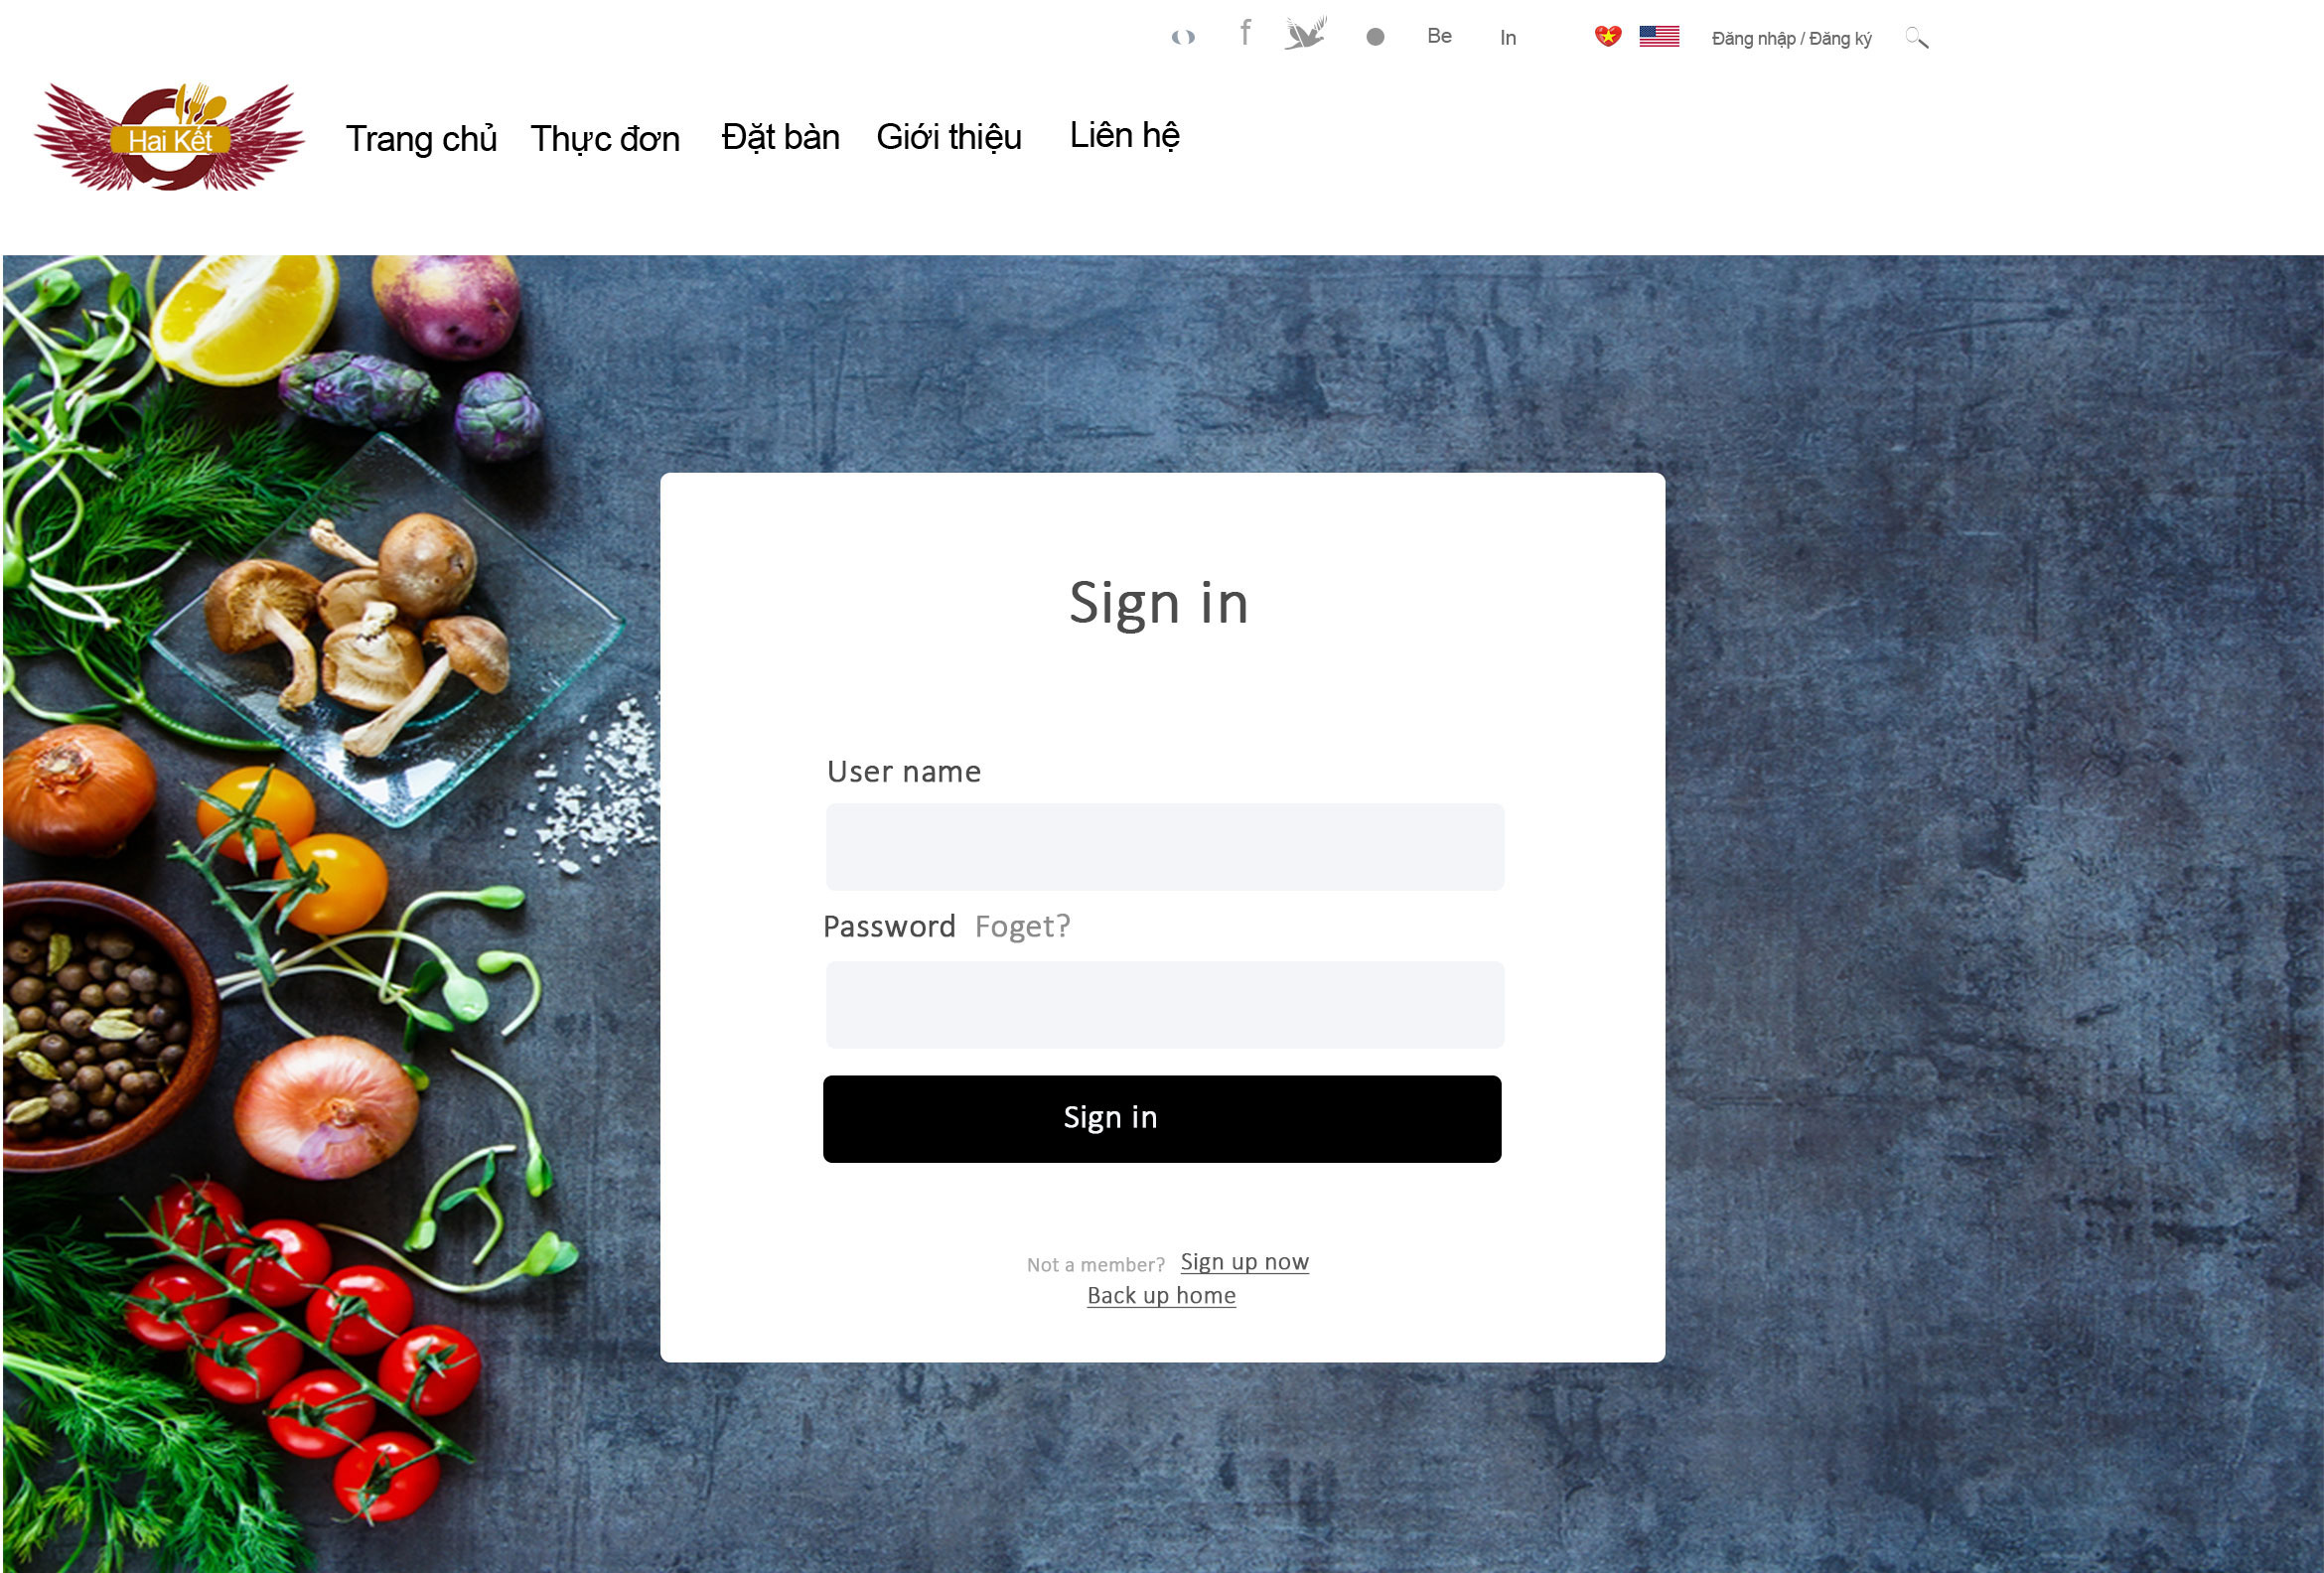 f Be In Đăng nhập / Đăng ký
Hai Kết
Trang chủ Thực đơn Đặt bàn Giới thiệu Liên hệ
Sign in
User name
Password Foget?
Sign in
Not a member? Sign up now
Back up home